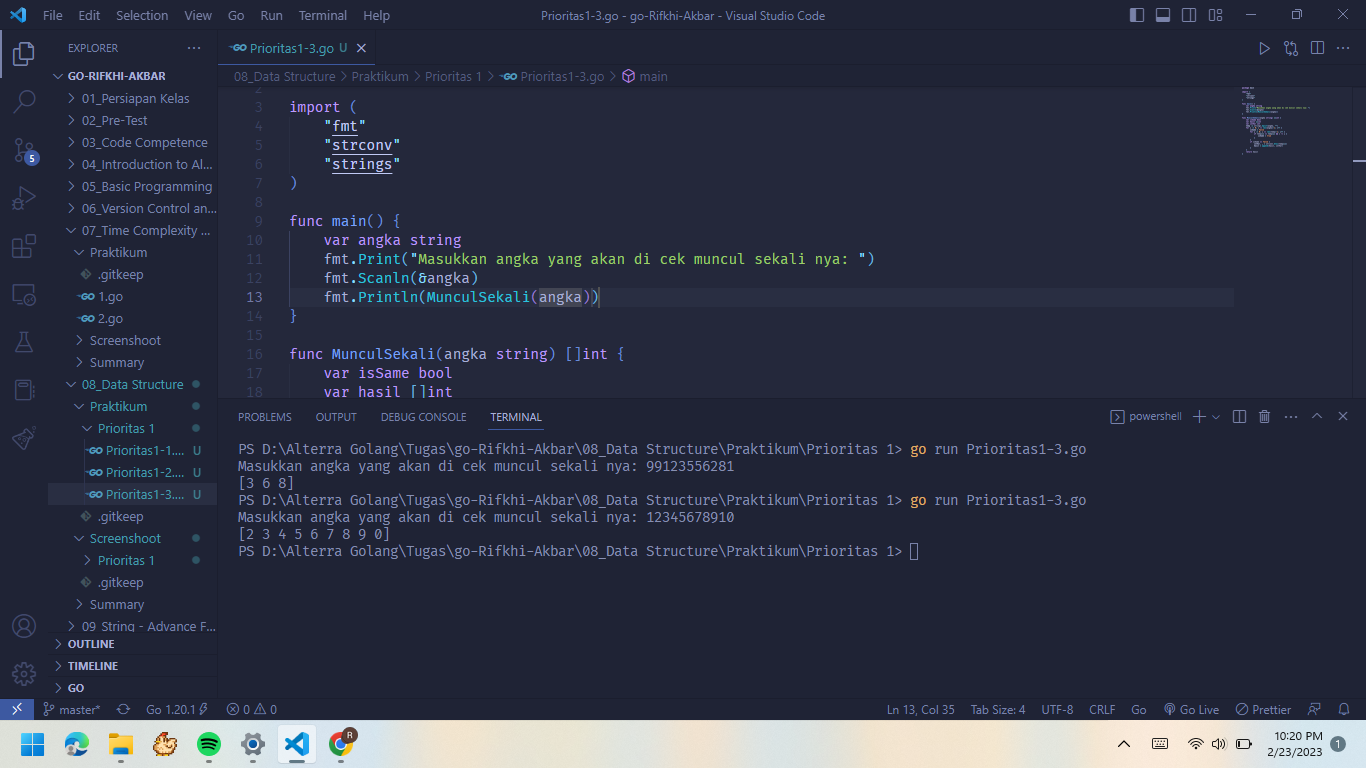 File Edit Selection View Go Run Terminal Help
Prioritas1-3.go - go-Rifkhi-Akbar - Visual Studio Code
EXPLORER
GO-RIFKHI-AKBAR
01_Persiapan Kelas
02_Pre-Test
03_Code Competence
04_Introduction to Al...
05_Basic Programming
06_Version Control an...
07_Time Complexity ...
Praktikum
.gitkeep
1.go
2.go
Screenshoot
Summary
08_Data Structure
Praktikum
Prioritas 1
Prioritas1-1.... U
Prioritas1-2.... U
Prioritas1-3.... U
.gitkeep
Screenshoot
Prioritas 1
.gitkeep
Summary
09_String - Advance F...
OUTLINE
TIMELINE
GO
5
Prioritas1-3.go U
08_Data Structure > Praktikum > Prioritas 1 > Prioritas1-3.go > main
2
3 import (
4 "fmt"
5 "strconv"
6 "strings"
7 )
8
9 func main() {
10 var angka string
11 fmt.Print("Masukkan angka yang akan di cek muncul sekali nya: ")
12 fmt.Scanln(&angka)
13 fmt.Println(MunculSekali(angka))
14 }
15
16 func MunculSekali(angka string) []int {
17 var isSame bool
18 var hasil []int
PROBLEMS OUTPUT DEBUG CONSOLE TERMINAL
powershell
PS D:\Alterra Golang\Tugas\go-Rifkhi-Akbar\08_Data Structure\Praktikum\Prioritas 1> go run Prioritas1-3.go
Masukkan angka yang akan di cek muncul sekali nya: 99123556281
[3 6 8]
PS D:\Alterra Golang\Tugas\go-Rifkhi-Akbar\08_Data Structure\Praktikum\Prioritas 1> go run Prioritas1-3.go
Masukkan angka yang akan di cek muncul sekali nya: 12345678910
[2 3 4 5 6 7 8 9 0]
PS D:\Alterra Golang\Tugas\go-Rifkhi-Akbar\08_Data Structure\Praktikum\Prioritas 1>
master* Go 1.20.1 0 0 Ln 13, Col 35 Tab Size: 4 UTF-8 CRLF Go Go Live Prettier
R
10:20 PM
2/23/2023
1